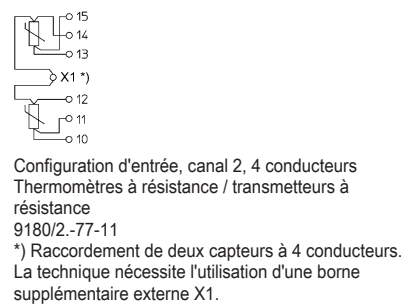 15
14
13
X1 *)
12
11
10
Configuration d'entrée, canal 2, 4 conducteurs
Thermomètres à résistance / transmetteurs à
résistance
9180/2.-77-11
*) Raccordement de deux capteurs à 4 conducteurs.
La technique nécessite l'utilisation d'une borne
supplémentaire externe X1.